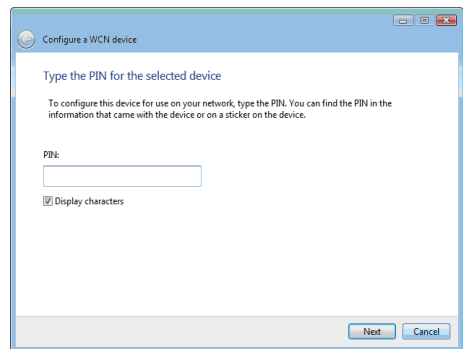 Configure a WCN device
Type the PIN for the selected device
To configure this device for use on your network, type the PIN. You can find the PIN in the
information that came with the device or on a sticker on the device.
PIN:
Display characters
Next Cancel